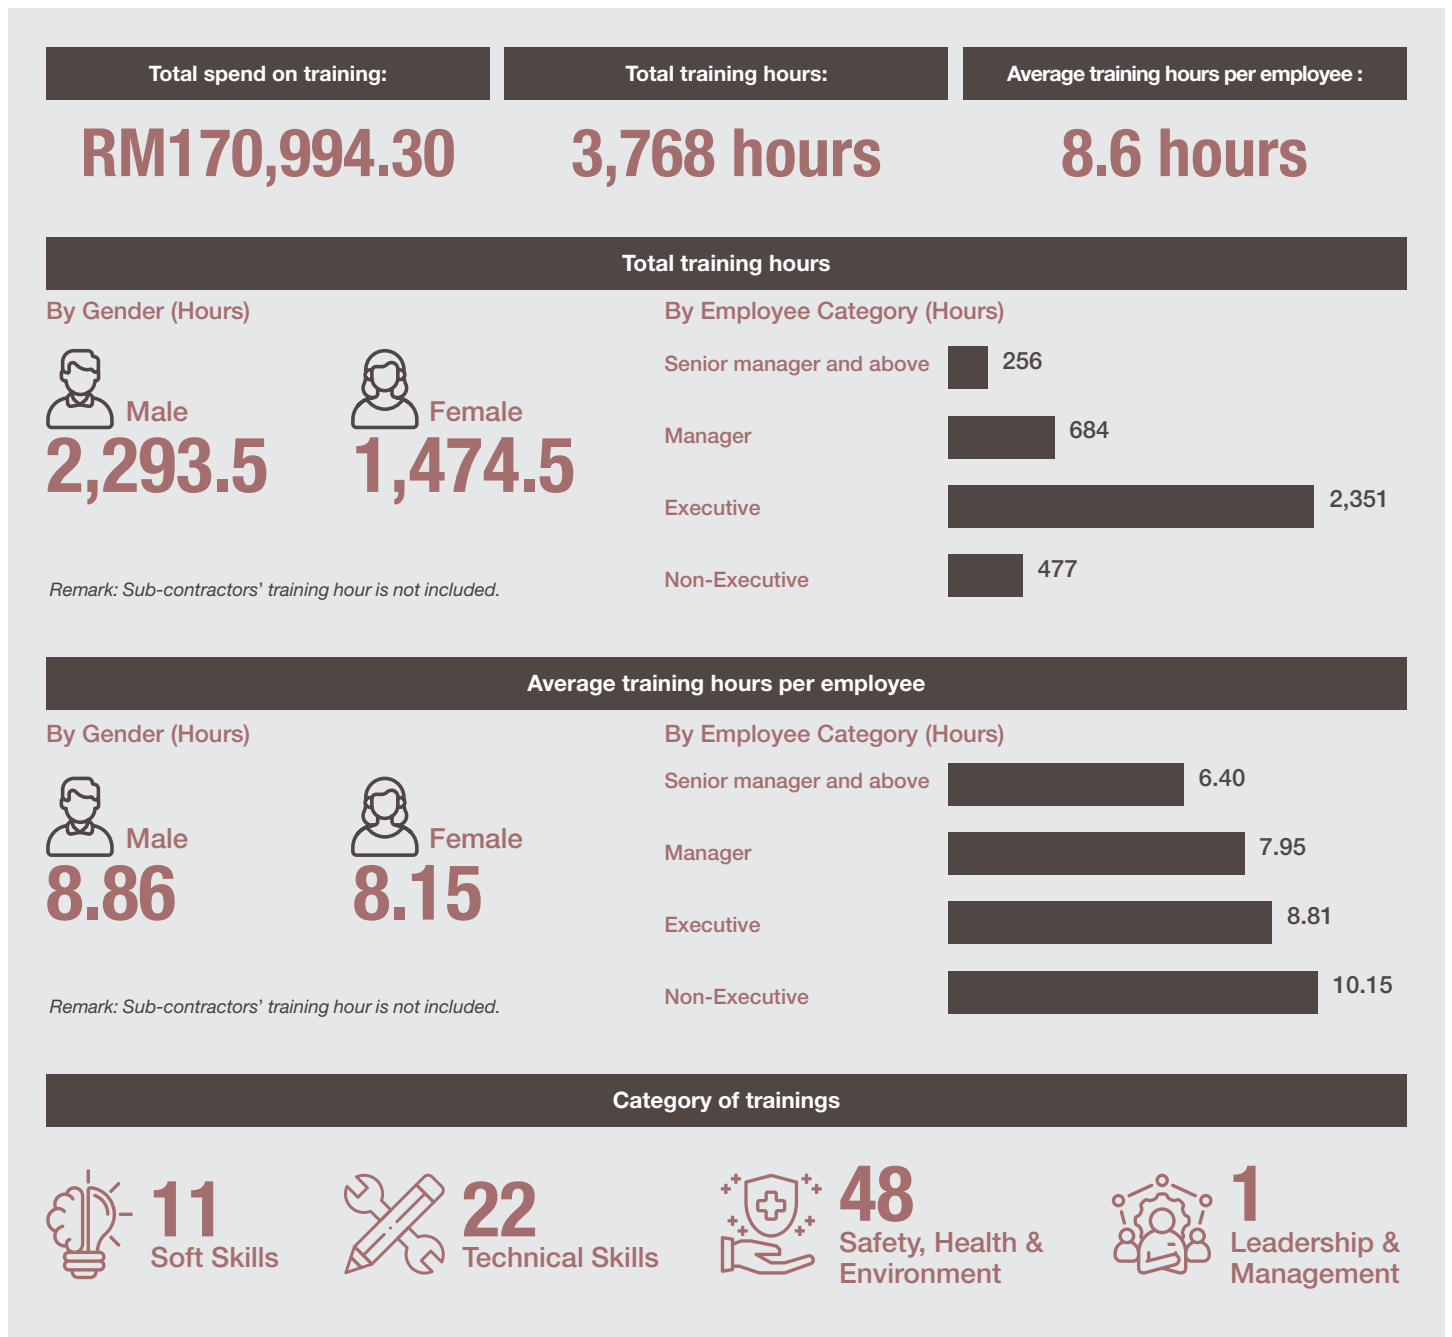 Total spend on training:
RM170,994.30
Total training hours:
3,768 hours
Average training hours per employee :
8.6 hours
Total training hours
By Gender (Hours)
Male
2,293.5
Female
1,474.5
Remark: Sub-contractors’ training hour is not included.
By Employee Category (Hours)
Senior manager and above 256
Manager 684
Executive 2,351
Non-Executive 477
Average training hours per employee
By Gender (Hours)
Male
8.86
Female
8.15
Remark: Sub-contractors’ training hour is not included.
By Employee Category (Hours)
Senior manager and above 6.40
Manager 7.95
Executive 8.81
Non-Executive 10.15
Category of trainings
11
Soft Skills
22
Technical Skills
48
Safety, Health &
Environment
1
Leadership &
Management